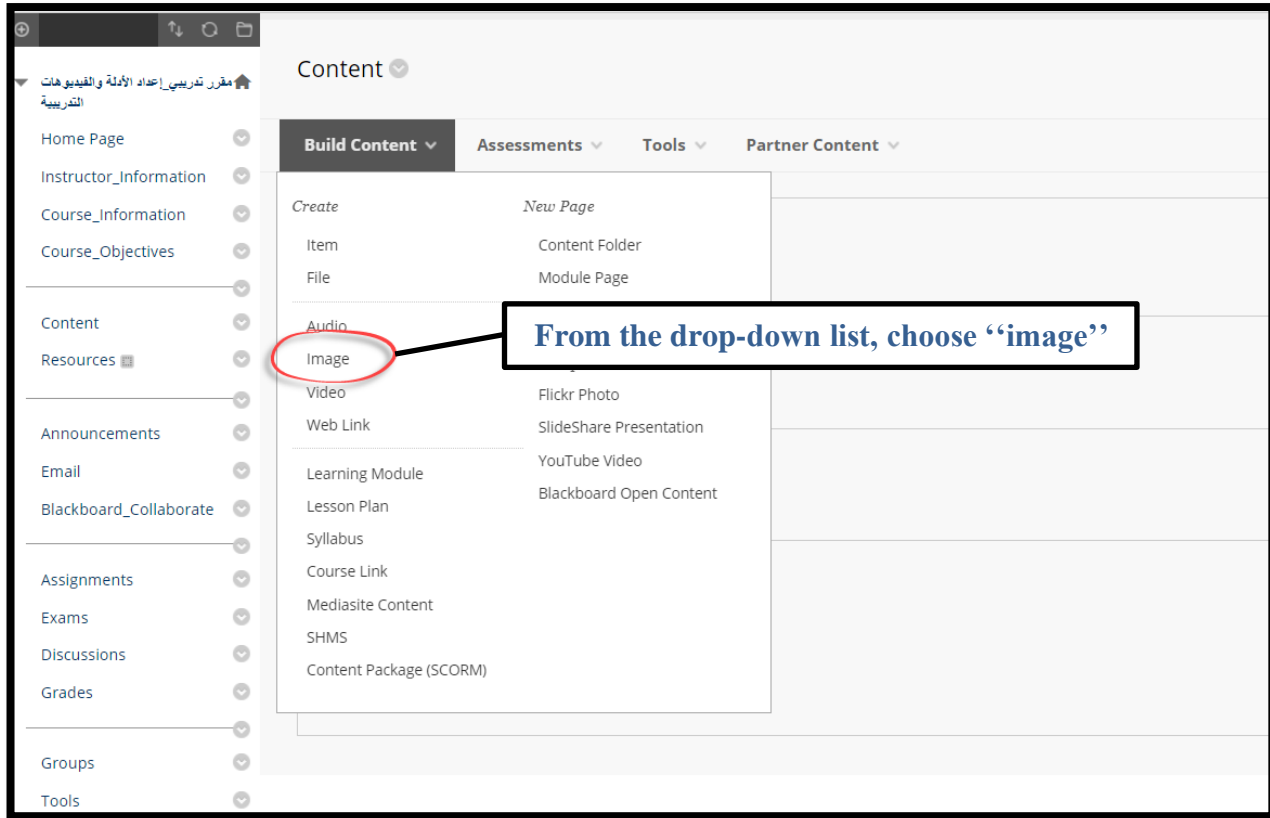 مقرر تدريبي_إعداد الأدلة والفيديوهات
التدريبية
Home Page
Instructor_Information
Course_Information
Course_Objectives
Content
Resources
Announcements
Email
Blackboard_Collaborate
Assignments
Exams
Discussions
Grades
Groups
Tools
Content
Build Content
Assessments
Tools
Partner Content
Create
Item
File
Audio
Image
Video
Web Link
Learning Module
Lesson Plan
Syllabus
Course Link
Mediasite Content
SHMS
Content Package (SCORM)
New Page
Content Folder
Module Page
From the drop-down list, choose ‘‘image’’
Flickr Photo
SlideShare Presentation
YouTube Video
Blackboard Open Content